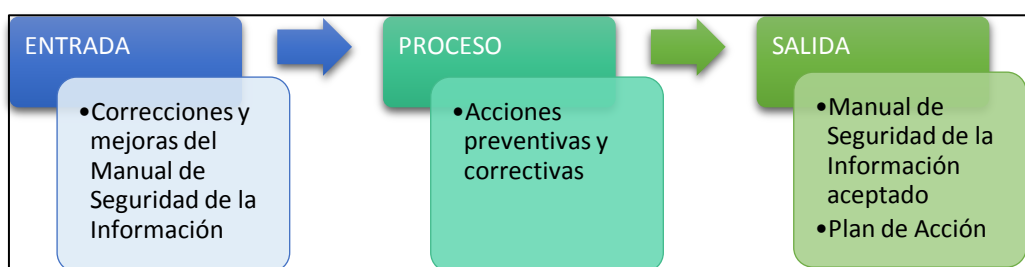 ENTRADA
•Correcciones y
mejoras del
Manual de
Seguridad de la
Información
PROCESO
•Acciones
preventivas y
correctivas
SALIDA
•Manual de
Seguridad de la
Información
aceptado
•Plan de Acción